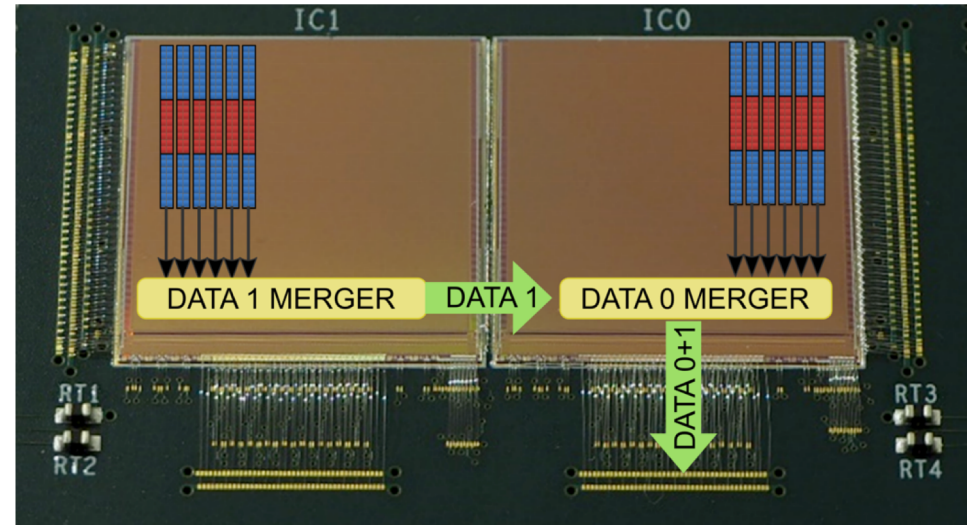 IC1
IC0
DATA 1 MERGER
DATA 1
DATA 0 MERGER
DATA 0+1
RT1
RT2
RT3
RT4